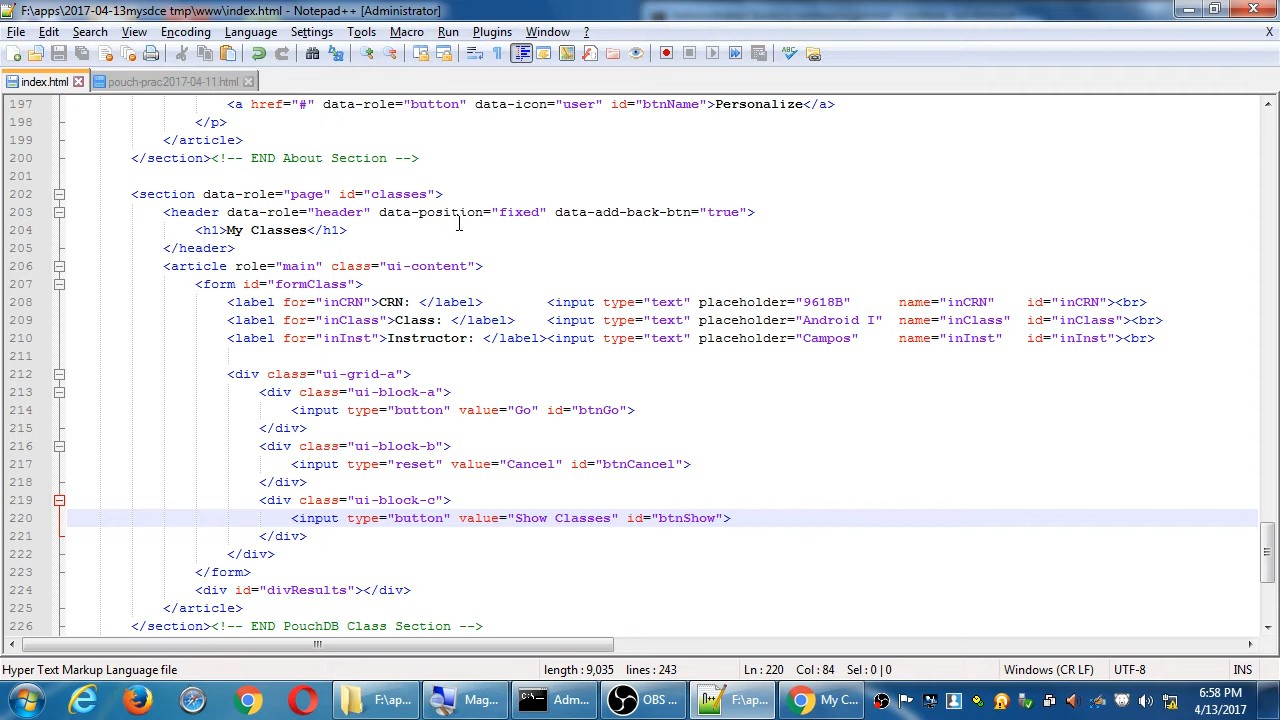 F:\apps\2017-04-13mysdce tmp\www\index.html - Notepad++ [Administrator]
File Edit Search View Encoding Language Settings Tools Macro Run Plugins Window ? X
index.html pouch-prac2017-04-11.html
197 <a href="#" data-role="button" data-icon="user" id="btnName">Personalize</a>
198 </p>
199 </article>
200 </section><!-- END About Section -->
201
202 <section data-role="page" id="classes">
203 <header data-role="header" data-position="fixed" data-add-back-btn="true">
204 <h1>My Classes</h1>
205 </header>
206 <article role="main" class="ui-content">
207 <form id="formClass">
208 <label for="inCRN">CRN: </label> <input type="text" placeholder="9618B" name="inCRN" id="inCRN"><br>
209 <label for="inClass">Class: </label> <input type="text" placeholder="Android I" name="inClass" id="inClass"><br>
210 <label for="inInst">Instructor: </label><input type="text" placeholder="Campos" name="inInst" id="inInst"><br>
211
212 <div class="ui-grid-a">
213 <div class="ui-block-a">
214 <input type="button" value="Go" id="btnGo">
215 </div>
216 <div class="ui-block-b">
217 <input type="reset" value="Cancel" id="btnCancel">
218 </div>
219 <div class="ui-block-c">
220 <input type="button" value="Show Classes" id="btnShow">
221 </div>
222 </div>
223 </form>
224 <div id="divResults"></div>
225 </article>
226 </section><!-- END PouchDB Class Section -->
Hyper Text Markup Language file length : 9,035 lines : 243 Ln : 220 Col : 84 Sel : 0 | 0 Windows (CR LF) UTF-8 INS
F:\ap... Mag... Adm... OBS ... F:\ap... My C... 6:58 PM
4/13/2017